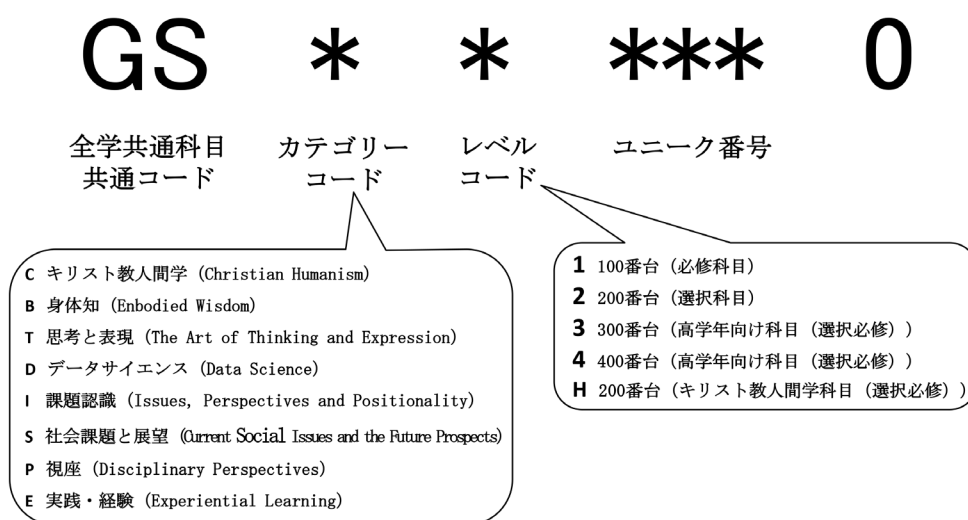 GS * * *** 0
全学共通科目 カテゴリー レベル ユニーク番号
共通コード コード コード
C キリスト教人間学 (Christian Humanism)
B 身体知 (Enbodied Wisdom)
T 思考と表現 (The Art of Thinking and Expression)
D データサイエンス (Data Science)
I 課題認識 (Issues, Perspectives and Positionality)
S 社会課題と展望 (Current Social Issues and the Future Prospects)
P 視座 (Disciplinary Perspectives)
E 実践・経験 (Experiential Learning)
1 100番台（必修科目）
2 200番台（選択科目）
3 300番台（高学年向け科目（選択必修））
4 400番台（高学年向け科目（選択必修））
H 200番台（キリスト教人間学科目（選択必修））